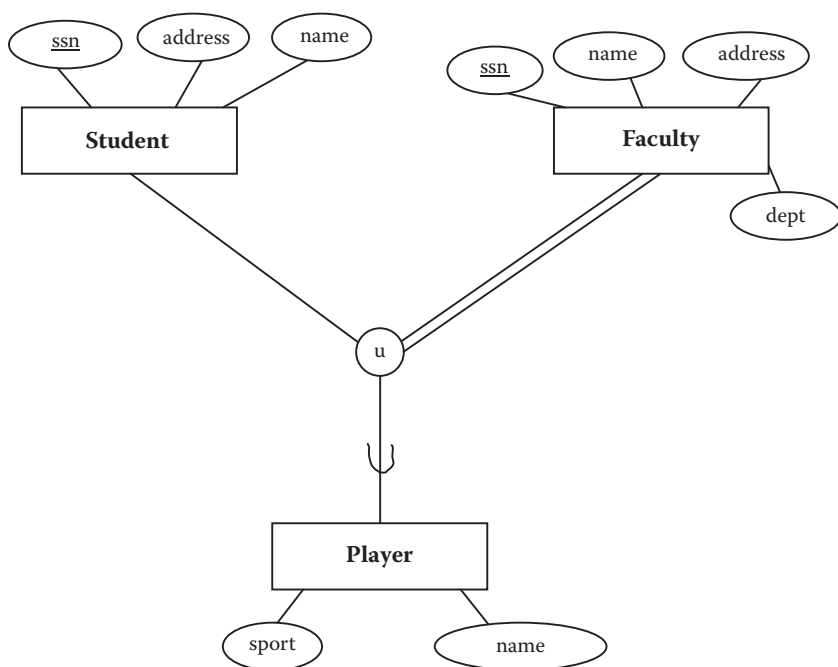 ssn
address
name
ssn
name
address
Student
Faculty
dept
u
Player
sport
name